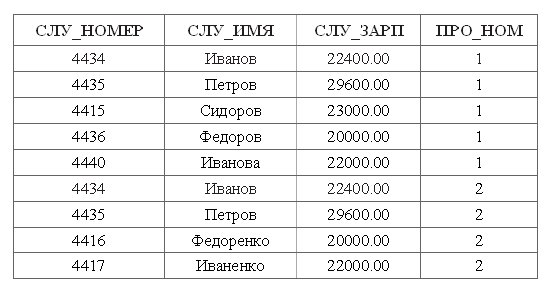 СЛУ_НОМЕР СЛУ_ИМЯ СЛУ_ЗАРП ПРО_НОМ
4434 Иванов 22400.00 1
4435 Петров 29600.00 1
4415 Сидоров 23000.00 1
4436 Федоров 20000.00 1
4440 Иванова 22000.00 1
4434 Иванов 22400.00 2
4435 Петров 29600.00 2
4416 Федоренко 20000.00 2
4417 Иваненко 22000.00 2